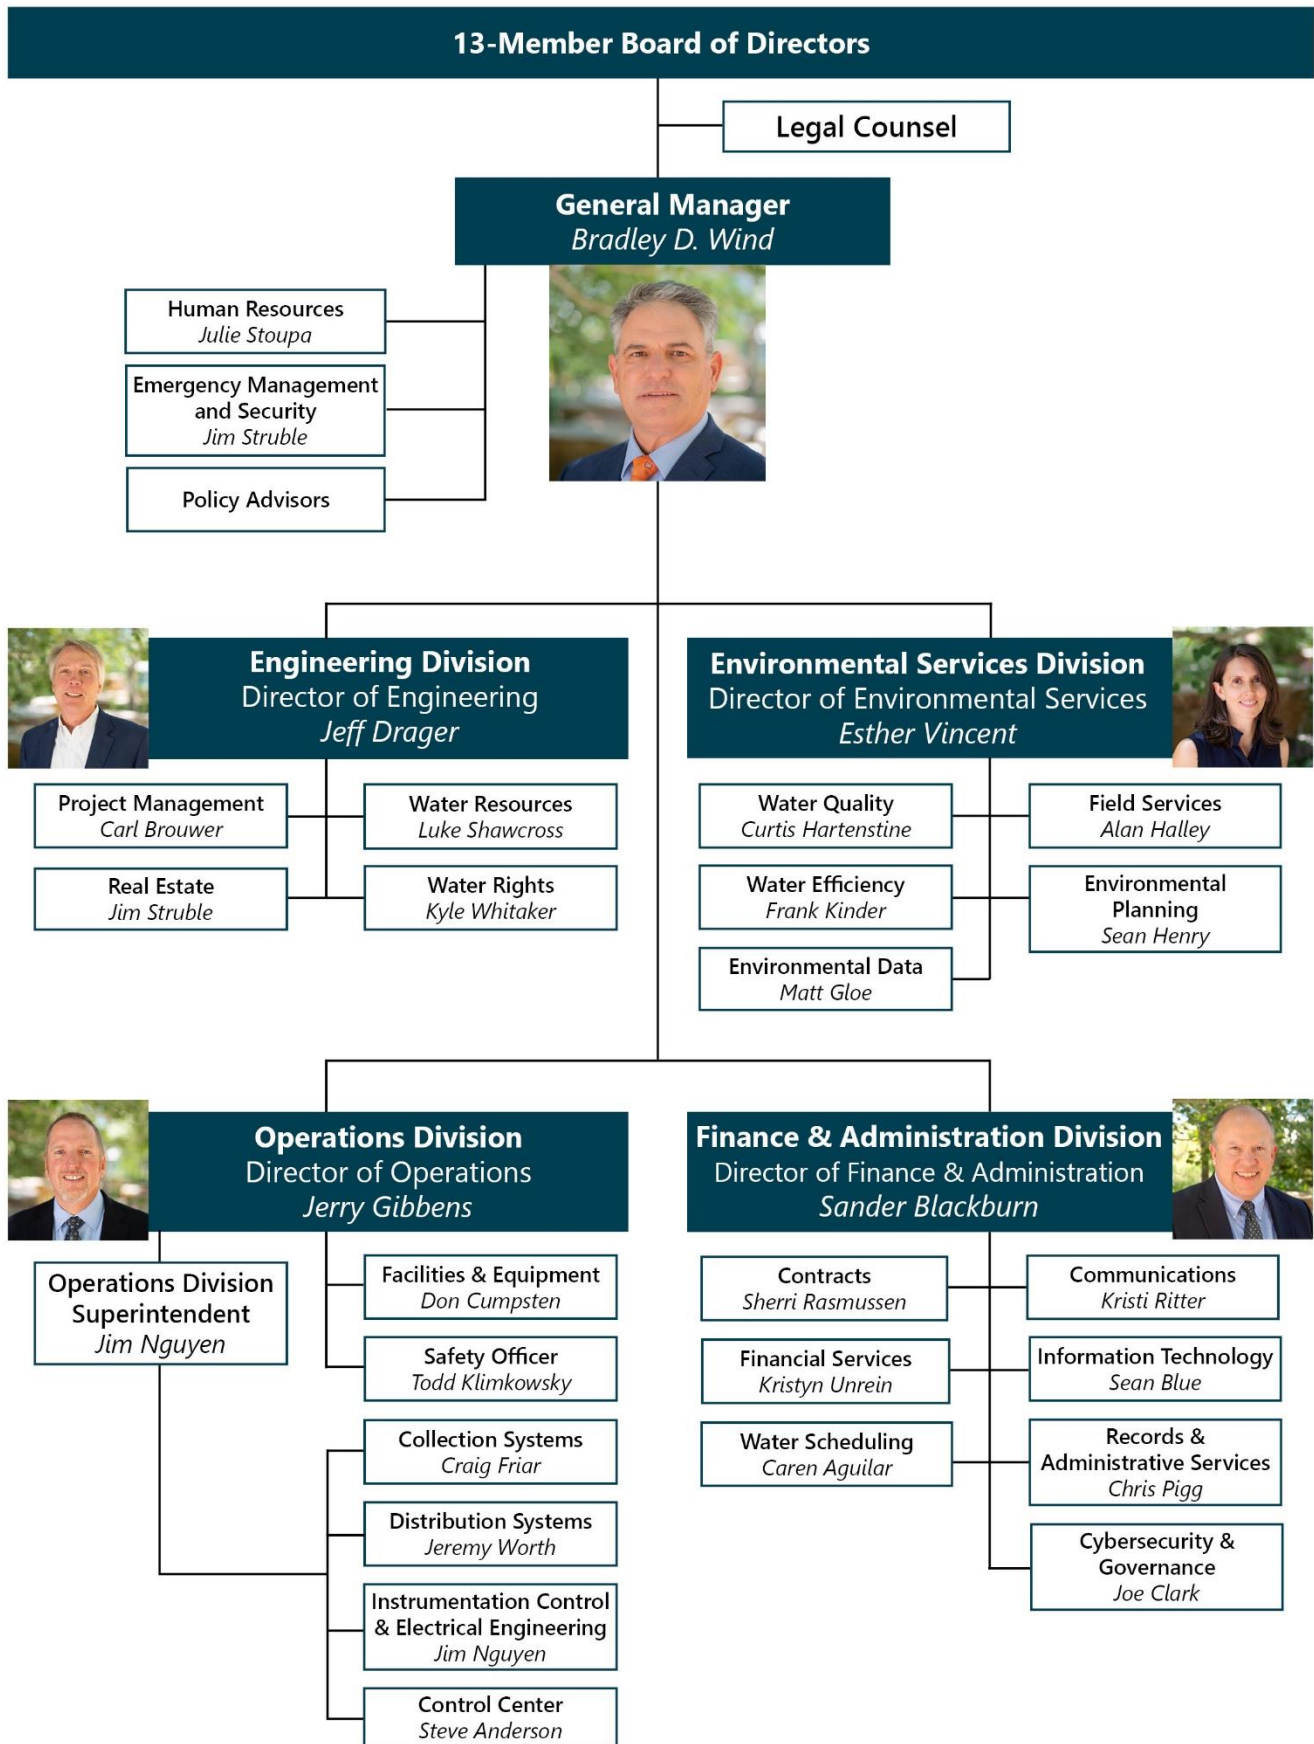 13-Member Board of Directors
Legal Counsel
General Manager
Bradley D. Wind
Human Resources
Julie Stoupa
Emergency Management
and Security
Jim Struble
Policy Advisors
Engineering Division
Director of Engineering
Jeff Drager
Project Management
Carl Brouwer
Water Resources
Luke Shawcross
Real Estate
Jim Struble
Water Rights
Kyle Whitaker
Environmental Services Division
Director of Environmental Services
Esther Vincent
Water Quality
Curtis Hartenstine
Field Services
Alan Halley
Water Efficiency
Frank Kinder
Environmental
Planning
Sean Henry
Environmental Data
Matt Gloe
Operations Division
Director of Operations
Jerry Gibbens
Operations Division
Superintendent
Jim Nguyen
Facilities & Equipment
Don Cumpsten
Safety Officer
Todd Klimkowsky
Collection Systems
Craig Friar
Distribution Systems
Jeremy Worth
Instrumentation Control
& Electrical Engineering
Jim Nguyen
Control Center
Steve Anderson
Finance & Administration Division
Director of Finance & Administration
Sander Blackburn
Contracts
Sherri Rasmussen
Communications
Kristi Ritter
Financial Services
Kristyn Unrein
Information Technology
Sean Blue
Water Scheduling
Caren Aguilar
Records &
Administrative Services
Chris Pigg
Cybersecurity &
Governance
Joe Clark